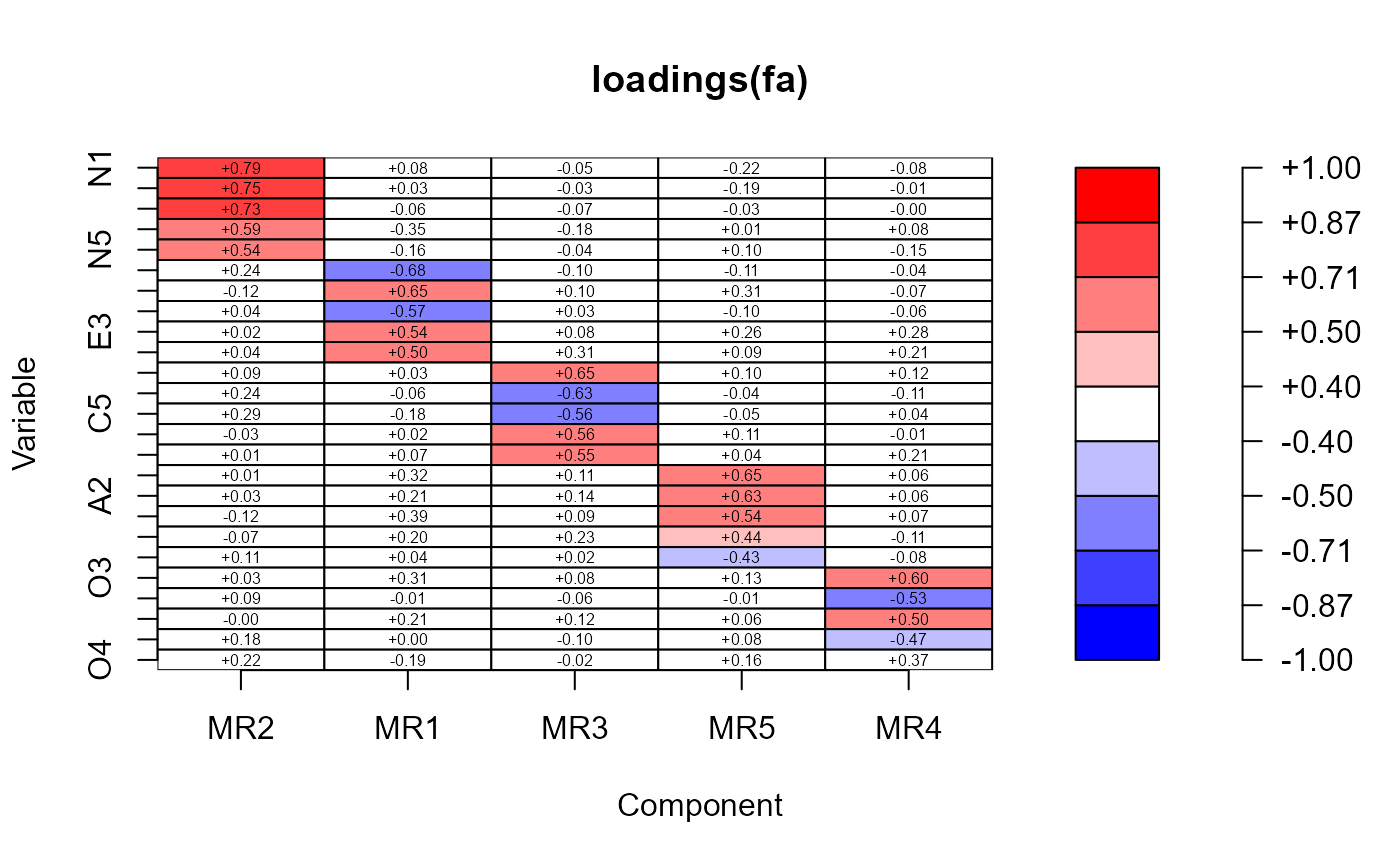 loadings(fa)
Variable
N1
N5
E3
C5
A2
O3
O4
+0.79 +0.08 -0.05 -0.22 -0.08
+0.75 +0.03 -0.03 -0.19 -0.01
+0.73 -0.06 -0.07 -0.03 -0.00
+0.59 -0.35 -0.18 +0.01 +0.08
+0.54 -0.16 -0.04 +0.10 -0.15
+0.24 -0.68 -0.10 -0.11 -0.04
-0.12 +0.65 +0.10 +0.31 -0.07
+0.04 -0.57 +0.03 -0.10 -0.06
+0.02 +0.54 +0.08 +0.26 +0.28
+0.04 +0.50 +0.31 +0.09 +0.21
+0.09 +0.03 +0.65 +0.10 +0.12
+0.24 -0.06 -0.63 -0.04 -0.11
+0.29 -0.18 -0.56 -0.05 +0.04
-0.03 +0.02 +0.56 +0.11 -0.01
+0.01 +0.07 +0.55 +0.04 +0.21
+0.01 +0.32 +0.11 +0.65 +0.06
+0.03 +0.21 +0.14 +0.63 +0.06
-0.12 +0.39 +0.09 +0.54 +0.07
-0.07 +0.20 +0.23 +0.44 -0.11
+0.11 +0.04 +0.02 -0.43 -0.08
+0.03 +0.31 +0.08 +0.13 +0.60
+0.09 -0.01 -0.06 -0.01 -0.53
-0.00 +0.21 +0.12 +0.06 +0.50
+0.18 +0.00 -0.10 +0.08 -0.47
+0.22 -0.19 -0.02 +0.16 +0.37
MR2 MR1 MR3 MR5 MR4
Component
+1.00
+0.87
+0.71
+0.50
+0.40
-0.40
-0.50
-0.71
-0.87
-1.00